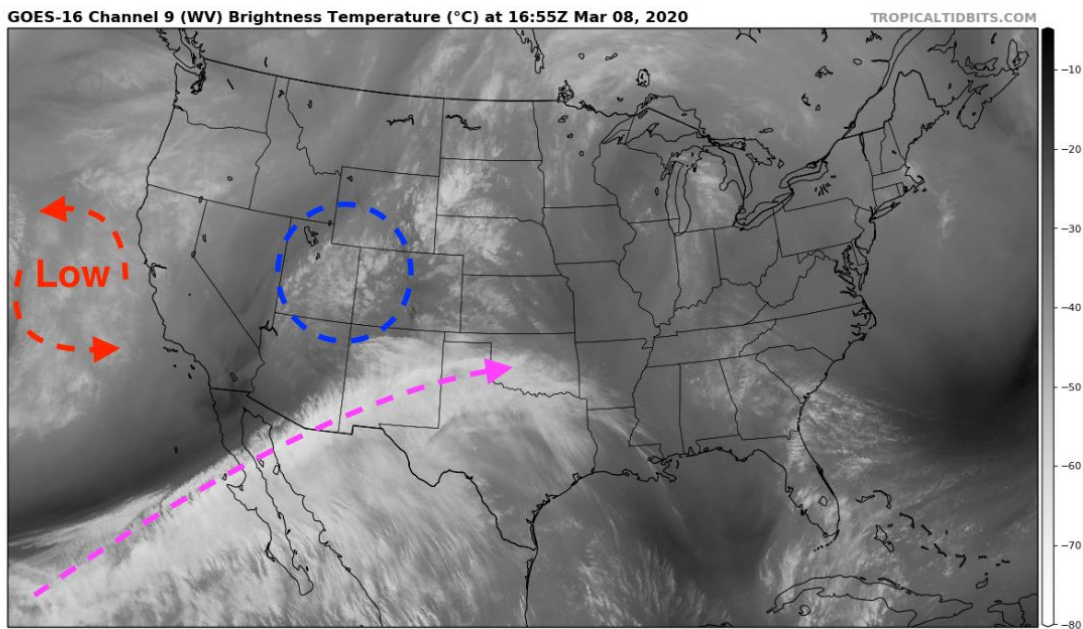 GOES-16 Channel 9 (WV) Brightness Temperature (°C) at 16:55Z Mar 08, 2020
TROPICALTIDBITS.COM
Low
−10
−20
−30
−40
−50
−60
−70
−80